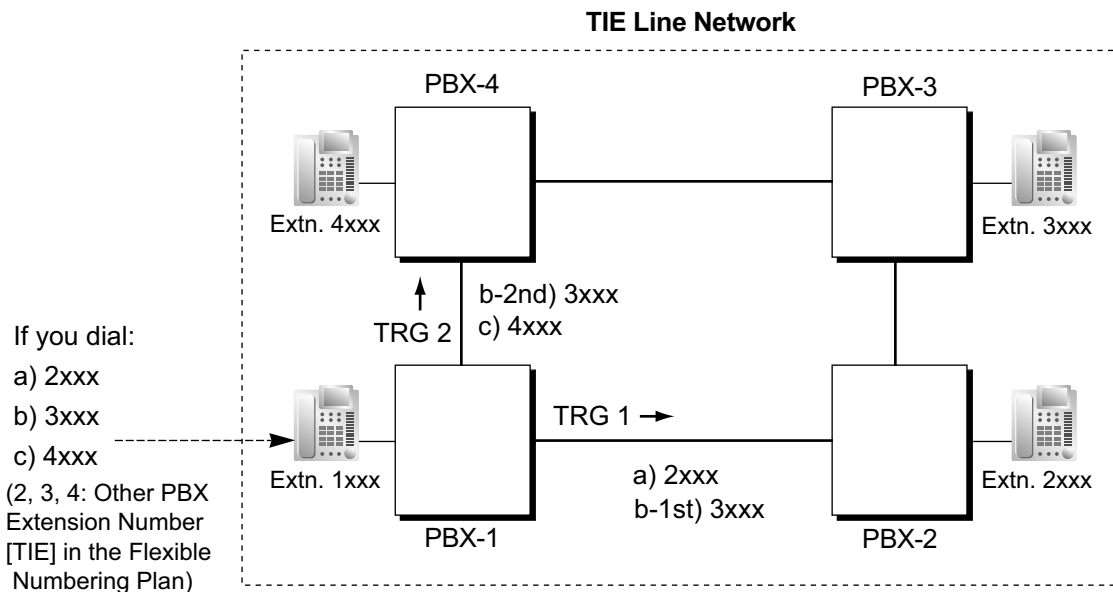 TIE Line Network
PBX-4
PBX-3
Extn. 4xxx
Extn. 3xxx
b-2nd) 3xxx
c) 4xxx
TRG 2
If you dial:
a) 2xxx
b) 3xxx
c) 4xxx
(2, 3, 4: Other PBX
Extension Number
[TIE] in the Flexible
Numbering Plan)
TRG 1
Extn. 1xxx
a) 2xxx
b-1st) 3xxx
Extn. 2xxx
PBX-1
PBX-2